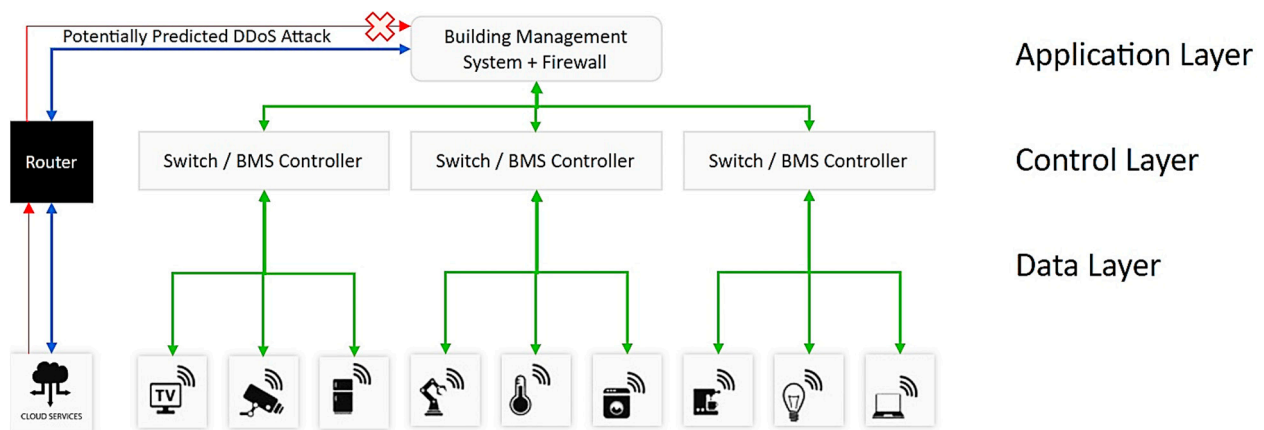 Potentially Predicted DDoS Attack
Building Management
System + Firewall
Application Layer
Router
Switch / BMS Controller
Switch / BMS Controller
Switch / BMS Controller
Control Layer
Data Layer
TV
CLOUD SERVICES